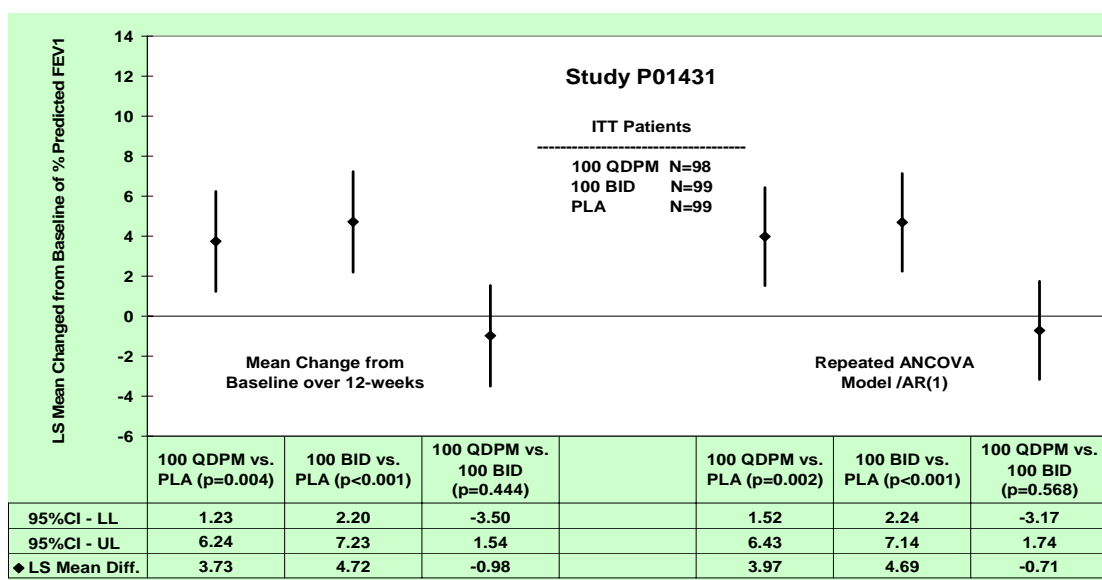 LS Mean Changed from Baseline of % Predicted FEV1
14
12
10
8
6
4
2
0
-2
-4
-6
Study P01431
ITT Patients
------------------------------------
100 QDPM N=98
100 BID N=99
PLA N=99
Mean Change from
Baseline over 12-weeks
Repeated ANCOVA
Model /AR(1)
100 QDPM vs.
PLA (p=0.004)
100 BID vs.
PLA (p<0.001)
100 QDPM vs.
100 BID
(p=0.444)
100 QDPM vs.
PLA (p=0.002)
100 BID vs.
PLA (p<0.001)
100 QDPM vs.
100 BID
(p=0.568)
95%CI - LL 1.23 2.20 -3.50 1.52 2.24 -3.17
95%CI - UL 6.24 7.23 1.54 6.43 7.14 1.74
◆ LS Mean Diff. 3.73 4.72 -0.98 3.97 4.69 -0.71